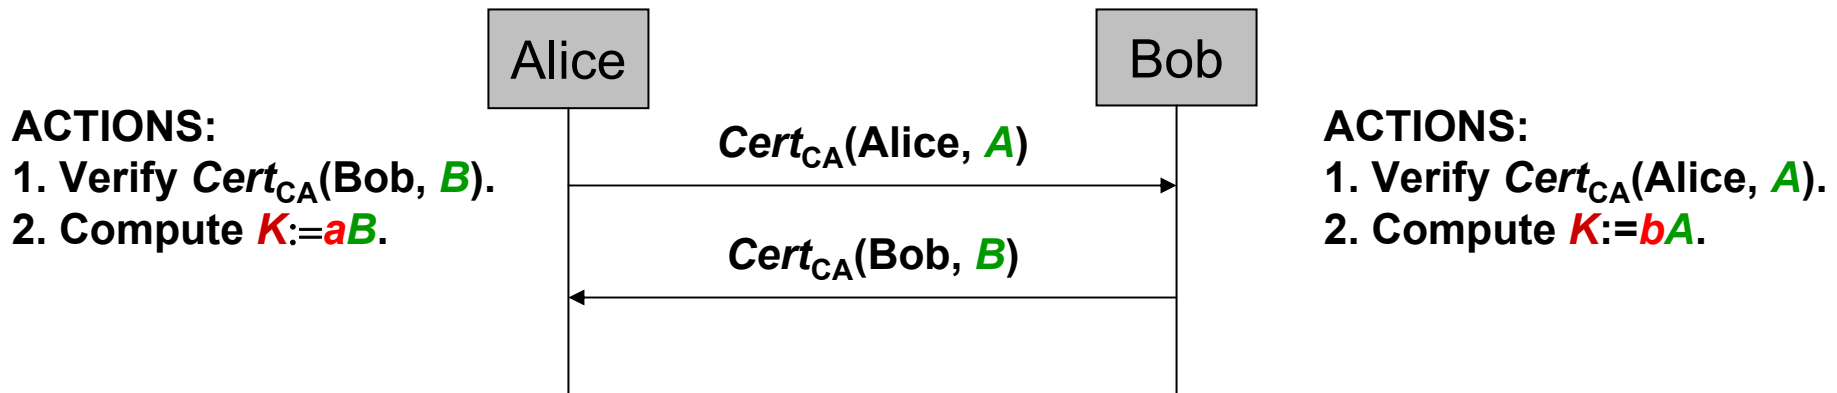 Alice
Bob
ACTIONS:
1. Verify CertCA(Bob, B).
2. Compute K:=aB.
CertCA(Alice, A)
CertCA(Bob, B)
ACTIONS:
1. Verify CertCA(Alice, A).
2. Compute K:=bA.